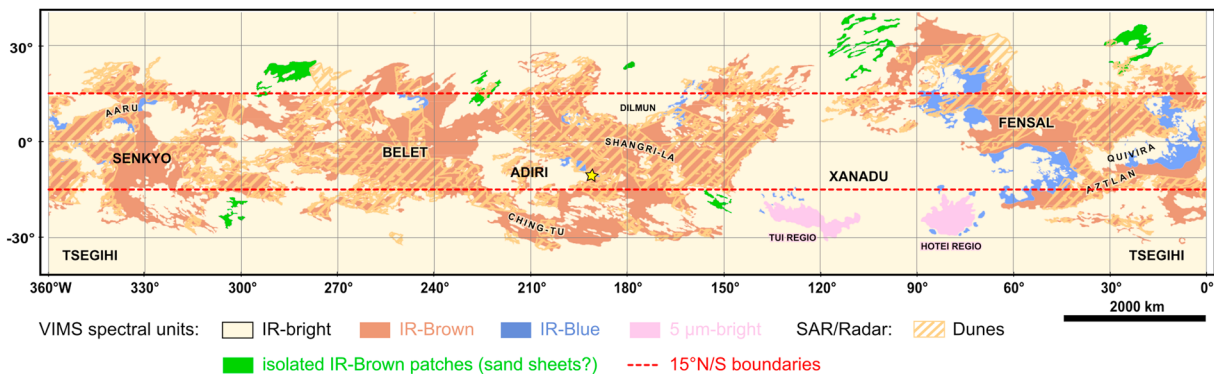 30°
0°
-30°
AARU
SENKYO
BELET
ADIRI
CHING-TU
DILMUN
SHANGRI-LA
XANADU
TUI REGIO
HOTEI REGIO
FENSAL
QUIVIRA
AZTLAN
TSEGIHI
TSEGIHI
360°W 330° 300° 270° 240° 210° 180° 150° 120° 90° 60° 30° 0°
2000 km
VIMS spectral units: IR-bright IR-Brown IR-Blue 5 µm-bright SAR/Radar: Dunes
isolated IR-Brown patches (sand sheets?) 15°N/S boundaries